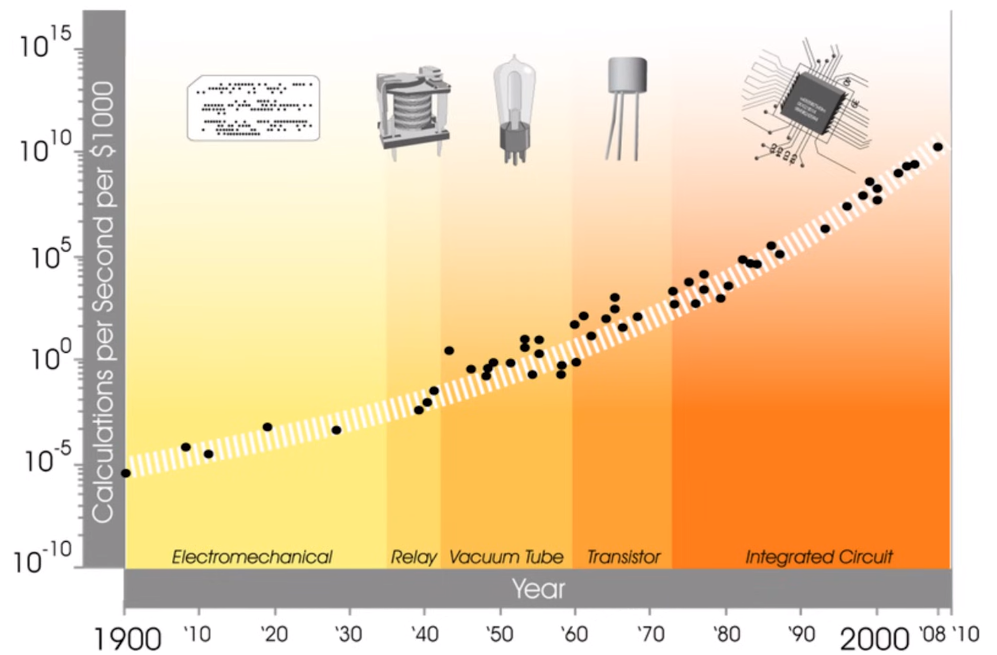 Calculations per Second per $1000
10^15
10^10
10^5
10^0
10^-5
10^-10
Electromechanical
Relay
Vacuum Tube
Transistor
Integrated Circuit
Year
1900 '10 '20 '30 '40 '50 '60 '70 '80 '90 2000 '08 '10